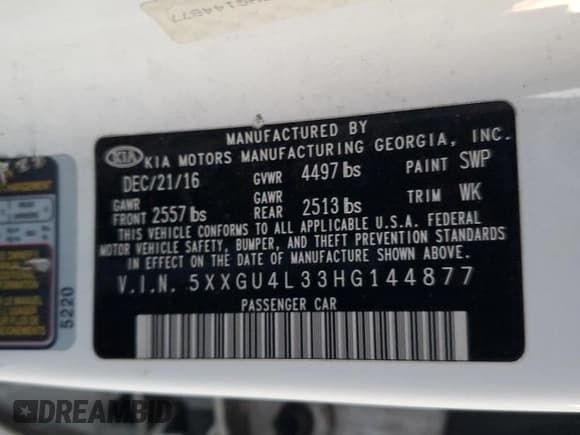 MANUFACTURED BY
KIA KIA MOTORS MANUFACTURING GEORGIA, INC.
DEC/21/16 GVWR 4497 lbs PAINT SWP
GAWR FRONT 2557 lbs GAWR REAR 2513 lbs TRIM WK
THIS VEHICLE CONFORMS TO ALL APPLICABLE U.S.A. FEDERAL
MOTOR VEHICLE SAFETY, BUMPER, AND THEFT PREVENTION STANDARDS
IN EFFECT ON THE DATE OF MANUFACTURE SHOWN ABOVE.
V.I.N. 5XXGU4L33HG144877
PASSENGER CAR
5220
DREAMBID